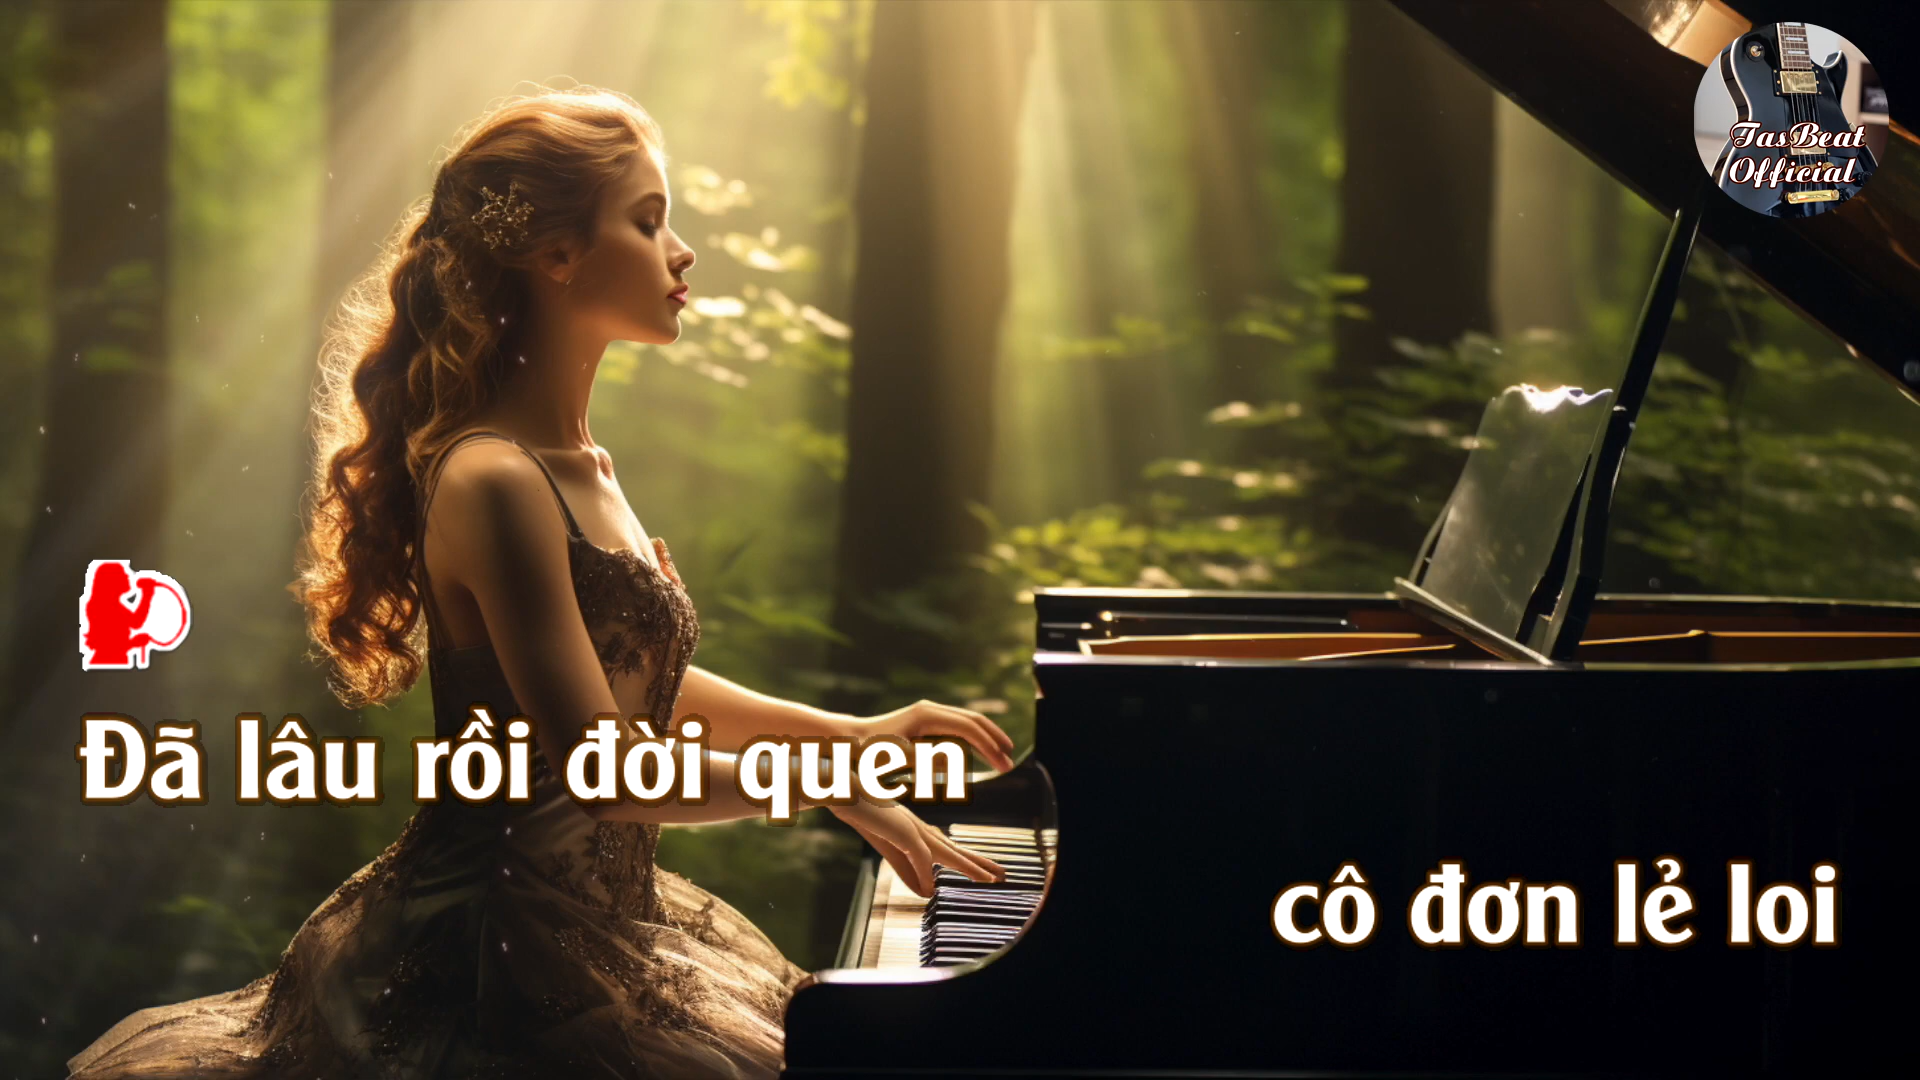 TasBeat
Official
Đã lâu rồi đời quen
cô đơn lẻ loi